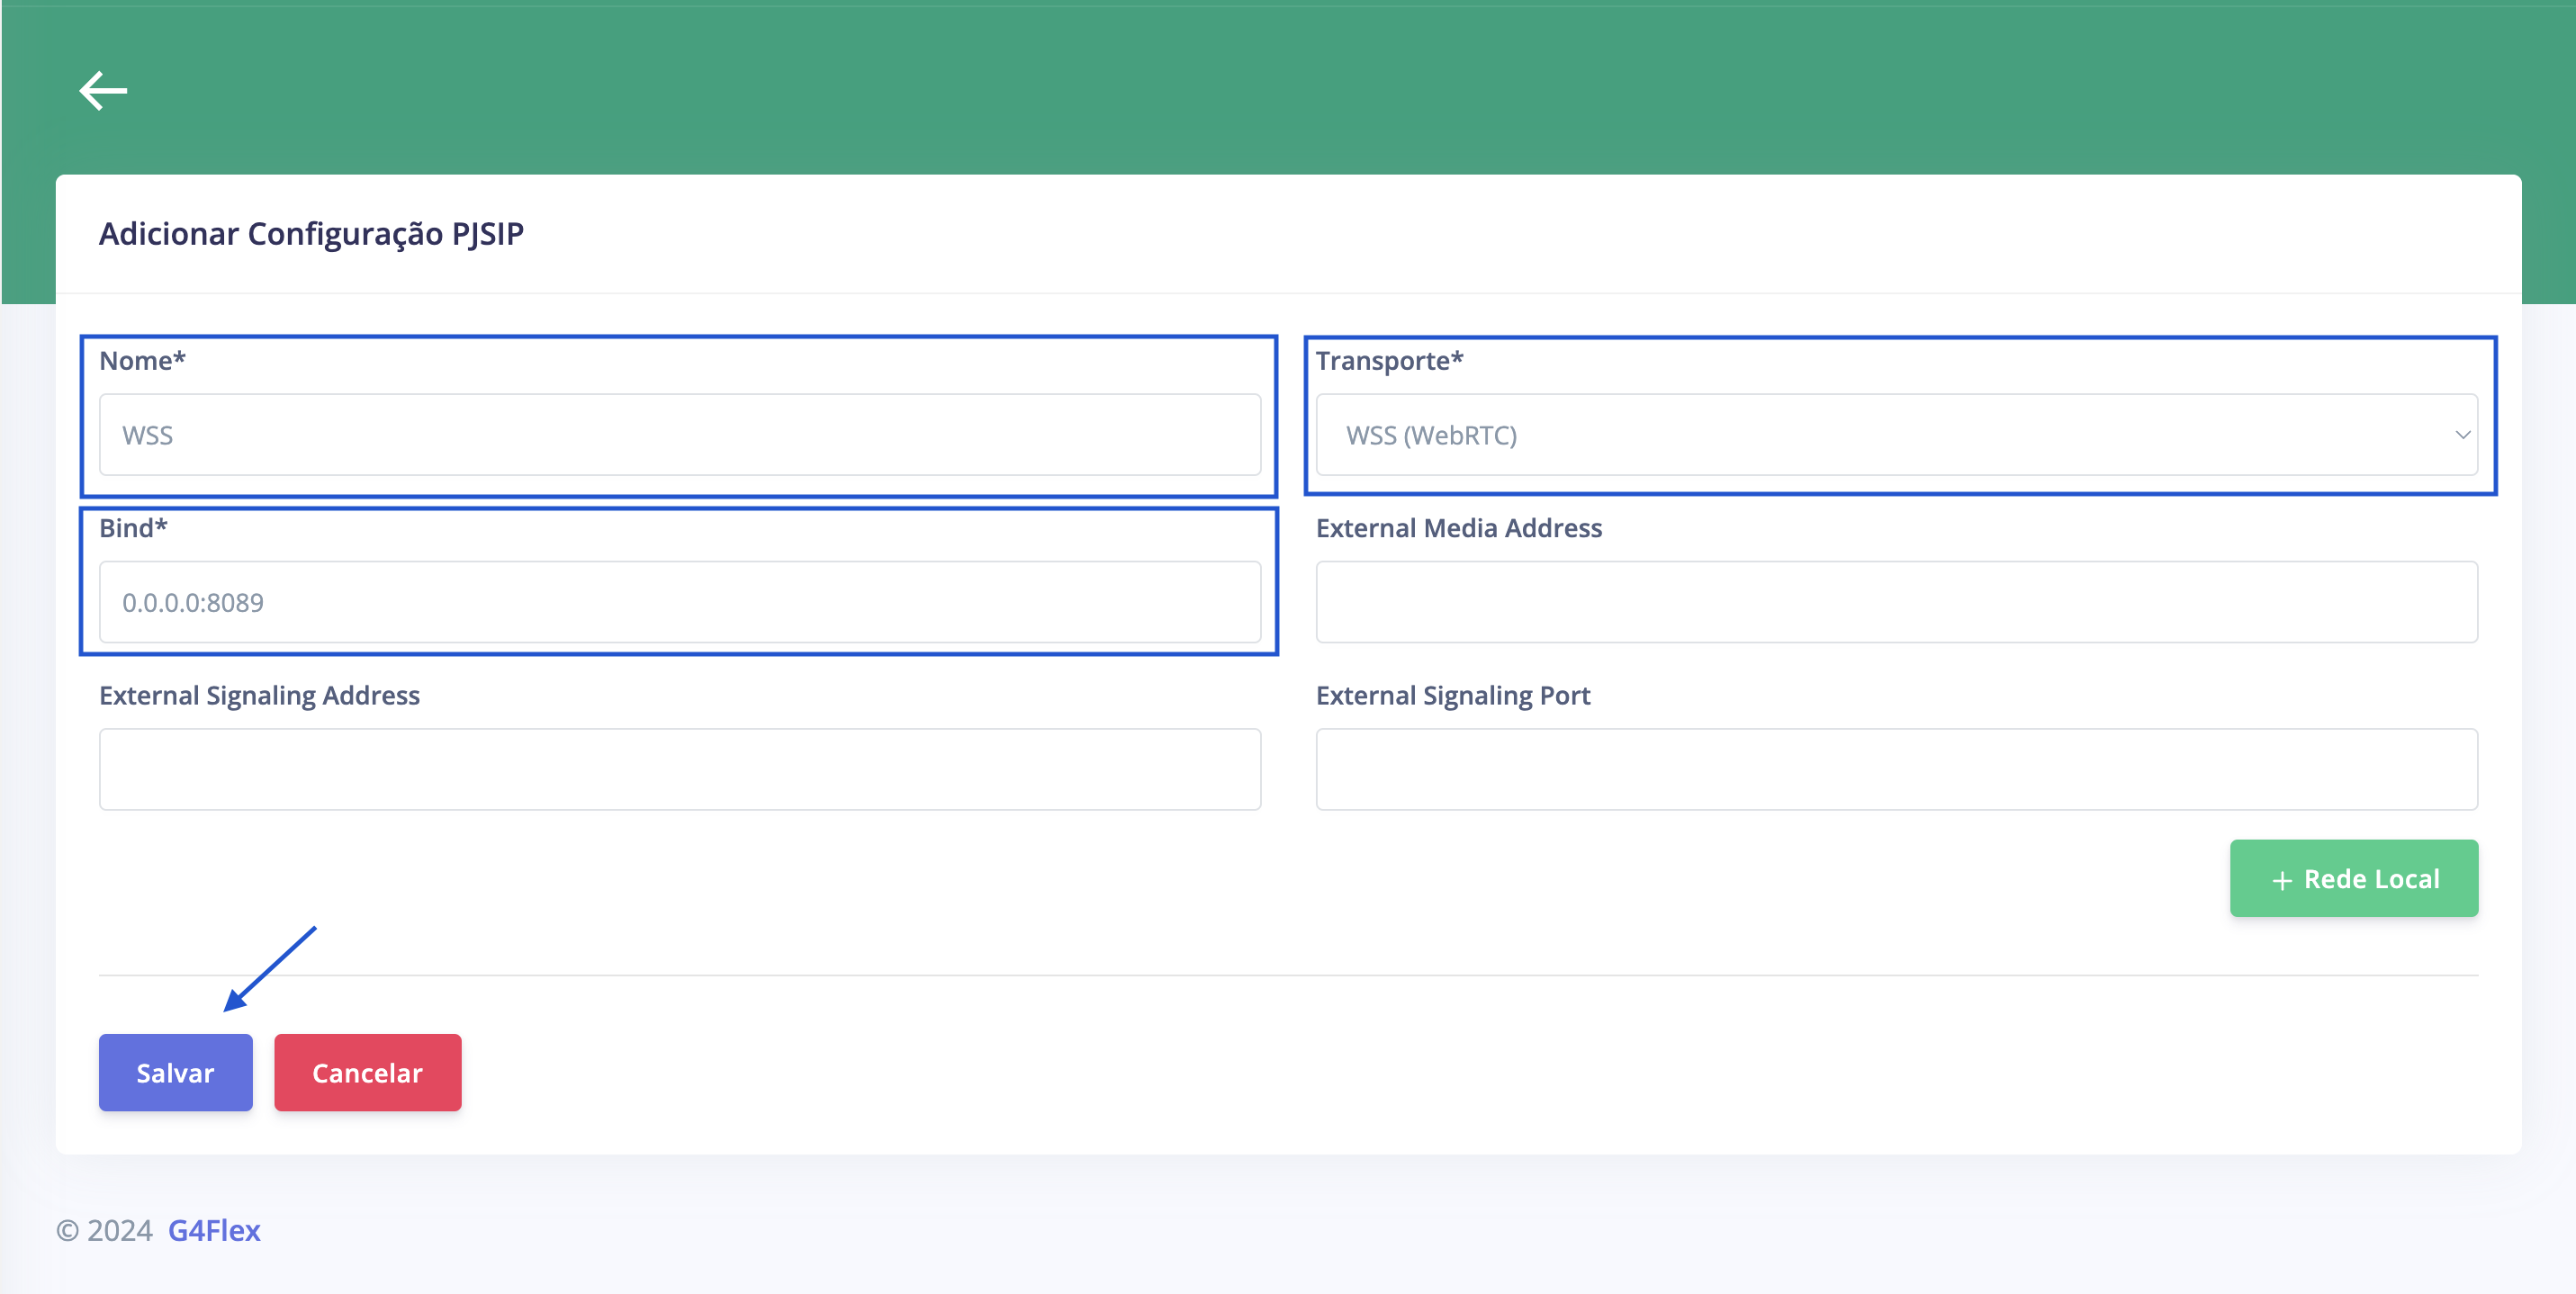 Adicionar Configuração PJSIP
Nome*
Transporte*
WSS
WSS (WebRTC)
Bind*
External Media Address
0.0.0.0:8089
External Signaling Address
External Signaling Port
+ Rede Local
Salvar
Cancelar
© 2024 G4Flex